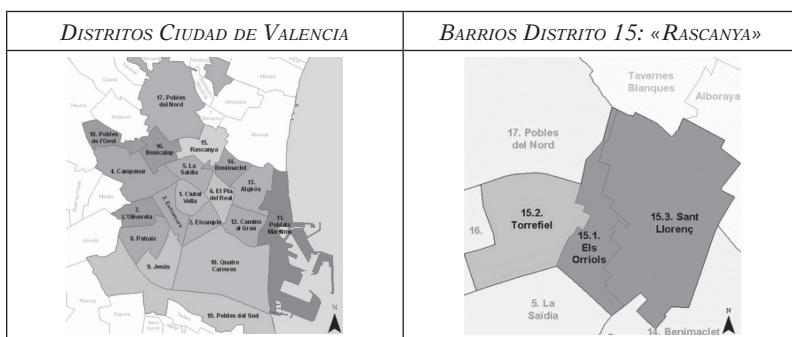 DISTRITOS CIUDAD DE VALENCIA
BARRIOS DISTRITO 15: «RASCANYA»
17. Pobles
del Nord
18. Pobles
de l'Oest
16.
Benicalap
15.
Rascanya
4. Campanar
5. La
Saïdia
14.
Benimaclet
13.
Algirós
1. Ciutat
Vella
6. El Pla
del Real
3. Extramurs
7.
L'Olivereta
2. Eixample
12. Camins
al Grau
11.
Poblats
Marítims
8. Patraix
9. Jesús
10. Quatre
Carreres
19. Pobles del Sud
N
Tavernes
Blanques
Alboraya
17. Pobles
del Nord
15.2.
Torrefiel
16.
15.1.
Els
Orriols
15.3. Sant
Llorenç
5. La
Saïdia
14. Benimaclet
N